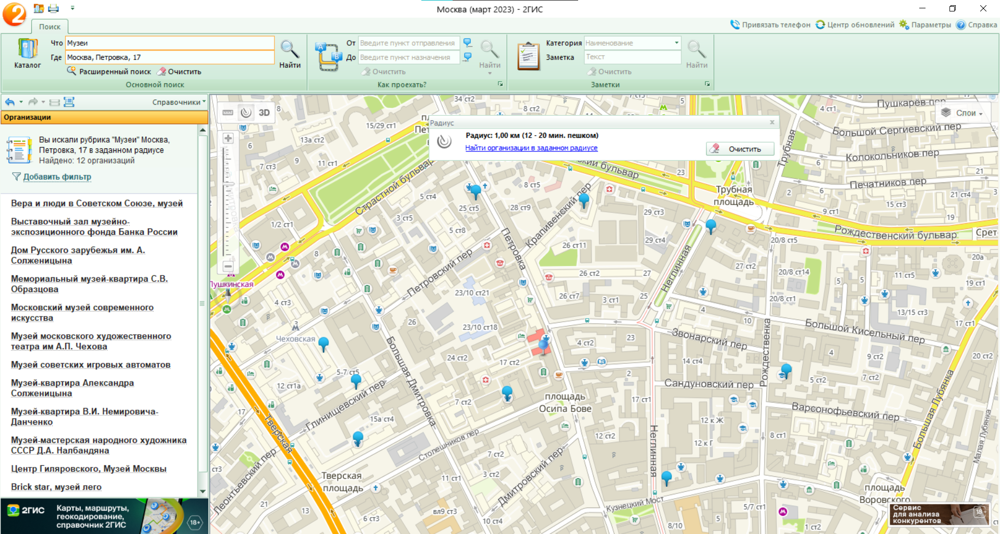 Москва (март 2023) - 2ГИС
Поиск
Привязать телефон
Центр обновлений
Параметры
Справка
Каталог
Что
Музеи
Где
Москва, Петровка, 17
Найти
Расширенный поиск
Очистить
Основной поиск
От
Введите пункт отправления
До
Введите пункт назначения
Очистить
Найти
Как проехать?
Категория
Наименование
Заметка
Текст
Очистить
Найти
Заметки
Справочники
Организации
Вы искали рубрика "Музеи" Москва,
Петровка, 17 в заданном радиусе
Найдено: 12 организаций
Добавить фильтр
Вера и люди в Советском Союзе, музей
Выставочный зал музейно-
экспозиционного фонда Банка России
Дом Русского зарубежья им. А.
Солженицына
Мемориальный музей-квартира С.В.
Образцова
Московский музей современного
искусства
Музей московского художественного
театра им А.П. Чехова
Музей советских игровых автоматов
Музей-квартира Александра
Солженицына
Музей-квартира В.И. Немировича-
Данченко
Музей-мастерская народного художника
СССР Д.А. Налбандяна
Центр Гиляровского, Музей Москвы
Brick star, музей лего
2ГИС
Карты, маршруты,
геокодирование,
справочник 2ГИС
18+
3D
Слои
Радиус
Радиус: 1,00 км (12 - 20 мин. пешком)
Найти организации в заданном радиусе
Очистить
34 ст2
8
8 ст2
15/29 ст1
13а ст2
6
9
7 ст3
11 ст1
Страстной бульвар
5 ст4
25 ст5
8 ст5
28 ст9
3 ст5
5 ст8
1/2 ст1
8
Петровка
Крапивенский пер
26 ст11
29 ст3
29 ст4
Трубная
площадь
23
4 ст1
Большой Сергиевский пер
Трубная
Колокольников пер
21
Печатников пер
2
6
3
15 ст3
21 ст4
9 ст1
19
Рождественский бульвар
20/8 ст5
20а
27 ст2
20/8 ст14
11 ст5
5
5
19 ст1
20/8 ст1
13/15 ст3
17 ст1
Пушкинская
Петровский пер
26 ст2
27
Неглинная
23/10 ст21
26 ст7
3 ст1
25
4 ст3
4
10
Большой Кисельный пер
3
26
23/10 ст18
Чеховская
4 ст2
23
Звонарский пер
Рождественка
4
9 ст2
20 ст2
24 ст2
17 ст2
14 ст4
Большая Дмитровка
5-7 ст5
12 ст1а
2
5 ст2
7 ст2
Сандуновский пер
Глинищевский пер
7 ст2
площадь
Осипа Бове
17 ст1
Варсонофьевский пер
Большая Лубянка
17
15а ст4
12 к Ж
Малая Лубянка
Тверская
Столешников пер
12 ст2
12 к Г
8 ст1
Неглинная
7 ст2
ст3
Леонтьевский пер
Тверская
площадь
11 ст1
3 ст2
Дмитровский пер
Кузнецкий Мост
площадь
Воровского
21
13
6 ст3
вл9 ст3
10 ст4
5/7 ст1
8/10
5
1 ст2
Сервис
для анализа
конкурентов
18+